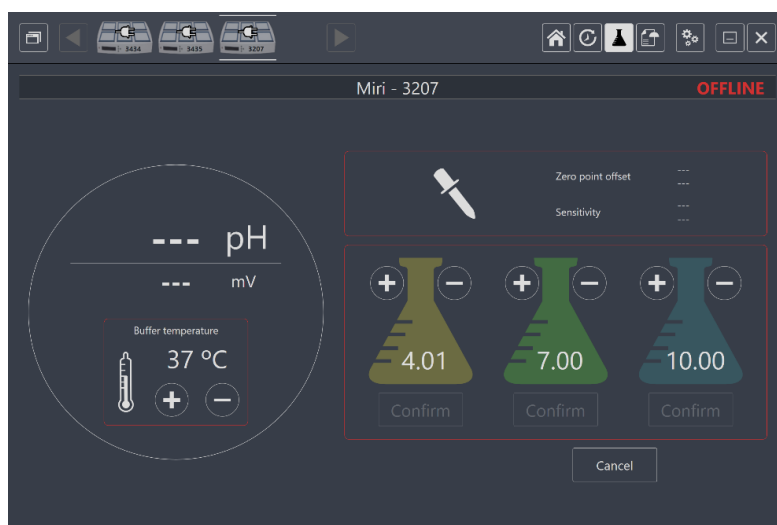 3434 3435 3207
Miri - 3207 OFFLINE
Zero point offset ---
---
Sensitivity ---
---
--- pH
--- mV
Buffer temperature
37 ºC
4.01 7.00 10.00
Confirm Confirm Confirm
Cancel